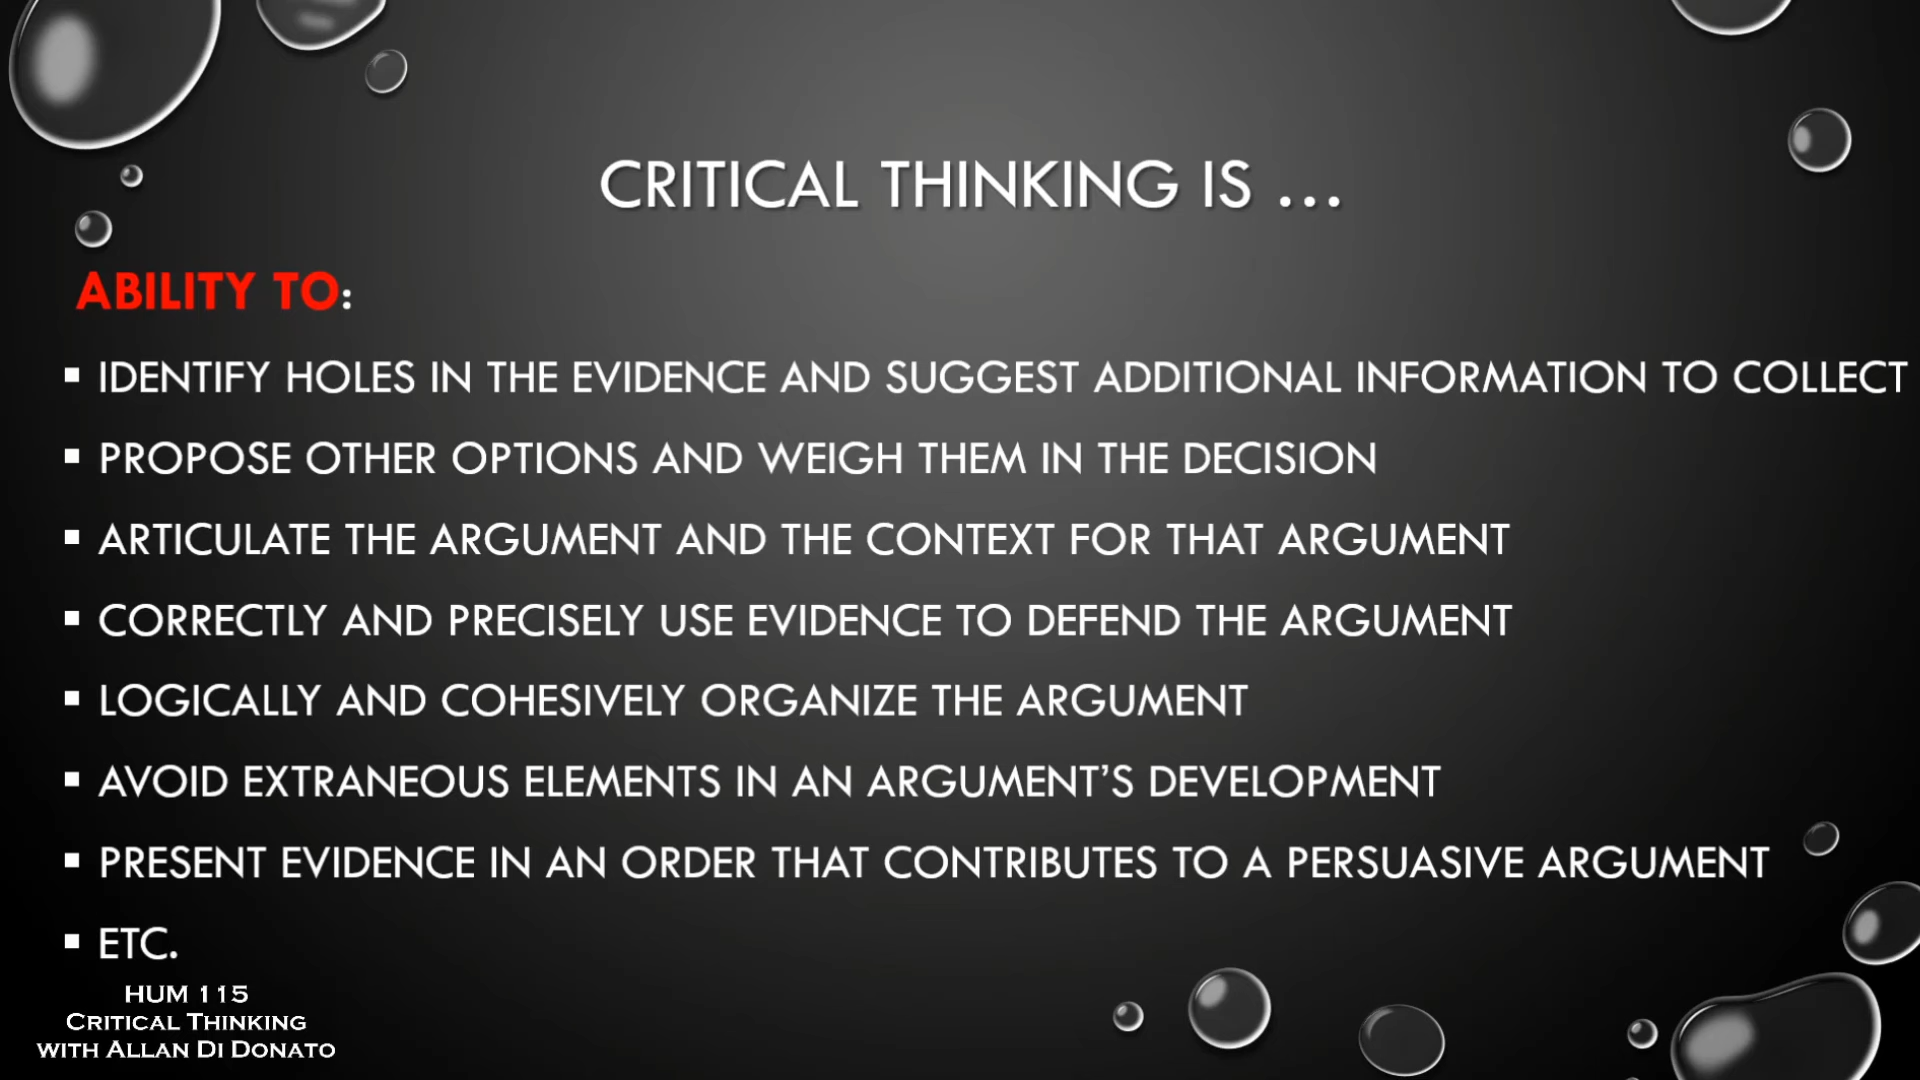 CRITICAL THINKING IS ...
ABILITY TO:
▪ IDENTIFY HOLES IN THE EVIDENCE AND SUGGEST ADDITIONAL INFORMATION TO COLLECT
▪ PROPOSE OTHER OPTIONS AND WEIGH THEM IN THE DECISION
▪ ARTICULATE THE ARGUMENT AND THE CONTEXT FOR THAT ARGUMENT
▪ CORRECTLY AND PRECISELY USE EVIDENCE TO DEFEND THE ARGUMENT
▪ LOGICALLY AND COHESIVELY ORGANIZE THE ARGUMENT
▪ AVOID EXTRANEOUS ELEMENTS IN AN ARGUMENT’S DEVELOPMENT
▪ PRESENT EVIDENCE IN AN ORDER THAT CONTRIBUTES TO A PERSUASIVE ARGUMENT
▪ ETC.
HUM 115
CRITICAL THINKING
WITH ALLAN DI DONATO